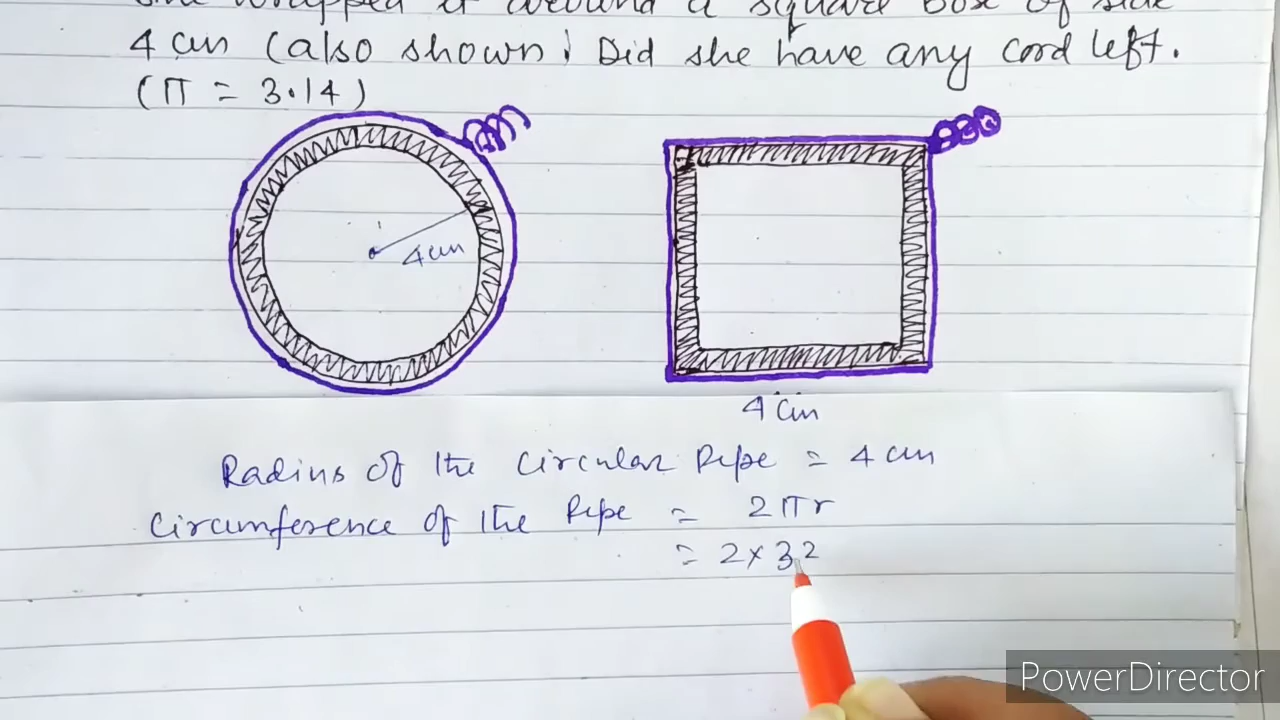 4 cm (also shown) Did she have any cord left.
(π = 3.14)
4 cm
4 cm
Radius of the circular Pipe = 4 cm
Circumference of the Pipe = 2πr
= 2 × 3
PowerDirector